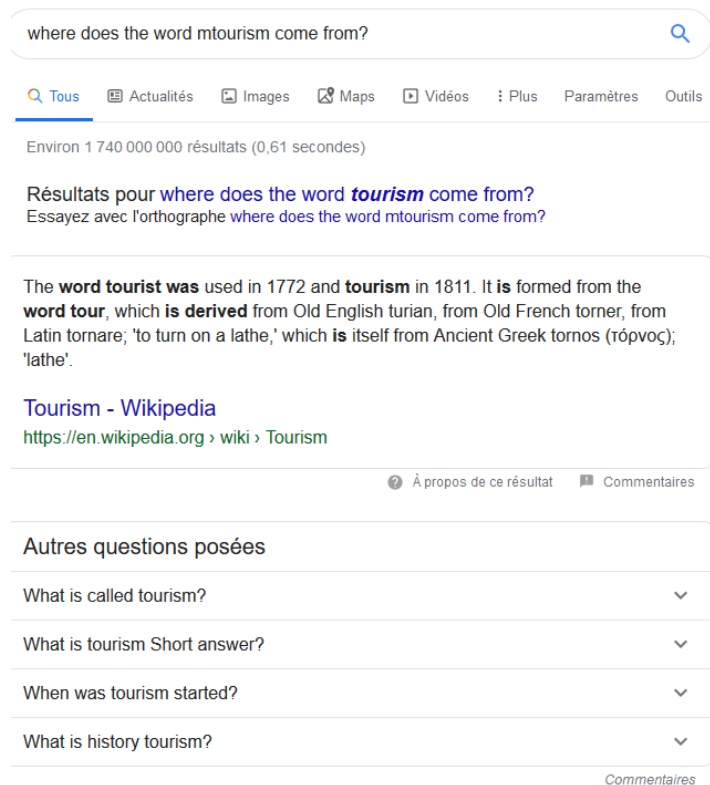 where does the word mtourism come from?
Tous Actualités Images Maps Vidéos Plus Paramètres Outils
Environ 1 740 000 000 résultats (0,61 secondes)
Résultats pour where does the word tourism come from?
Essayez avec l'orthographe where does the word mtourism come from?
The word tourist was used in 1772 and tourism in 1811. It is formed from the
word tour, which is derived from Old English turian, from Old French torner, from
Latin tornare; 'to turn on a lathe,' which is itself from Ancient Greek tornos (τόρνος);
'lathe'.
Tourism - Wikipedia
https://en.wikipedia.org › wiki › Tourism
À propos de ce résultat Commentaires
Autres questions posées
What is called tourism?
What is tourism Short answer?
When was tourism started?
What is history tourism?
Commentaires